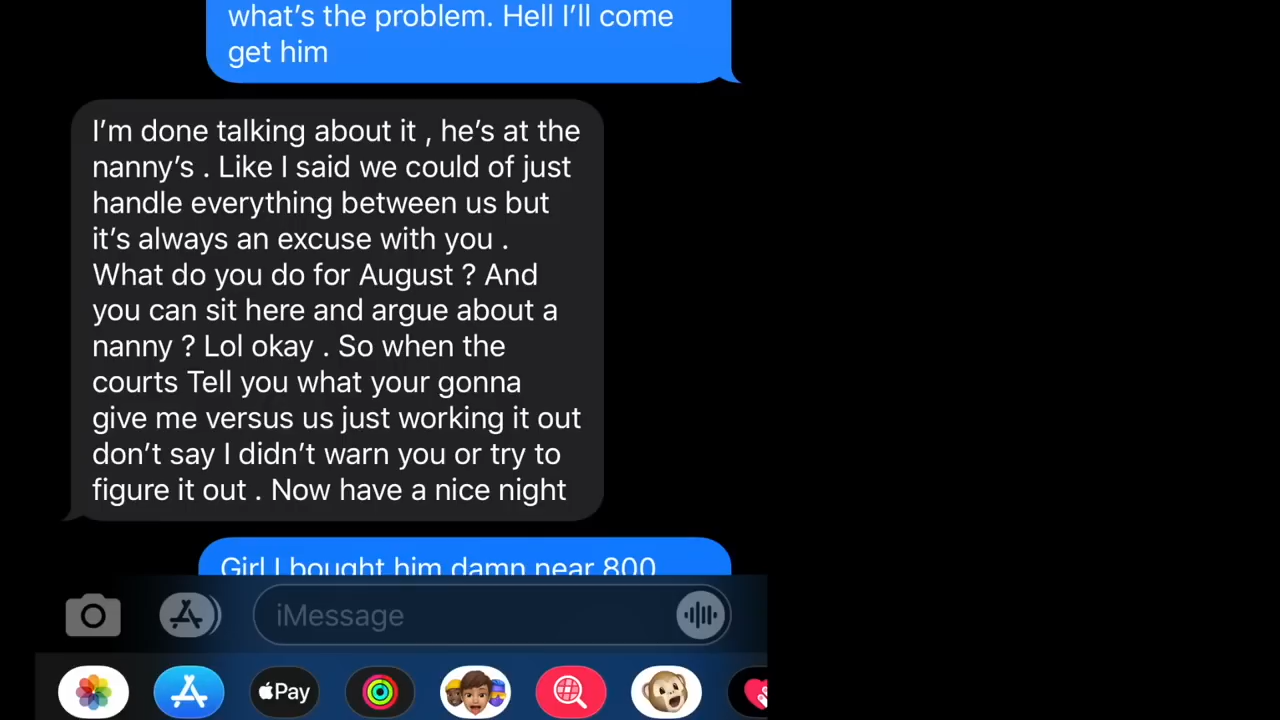 what's the problem. Hell I'll come
get him
I'm done talking about it , he's at the
nanny's . Like I said we could of just
handle everything between us but
it's always an excuse with you .
What do you do for August ? And
you can sit here and argue about a
nanny ? Lol okay . So when the
courts Tell you what your gonna
give me versus us just working it out
don't say I didn't warn you or try to
figure it out . Now have a nice night
Girl I bought him damn near 800
iMessage
Pay